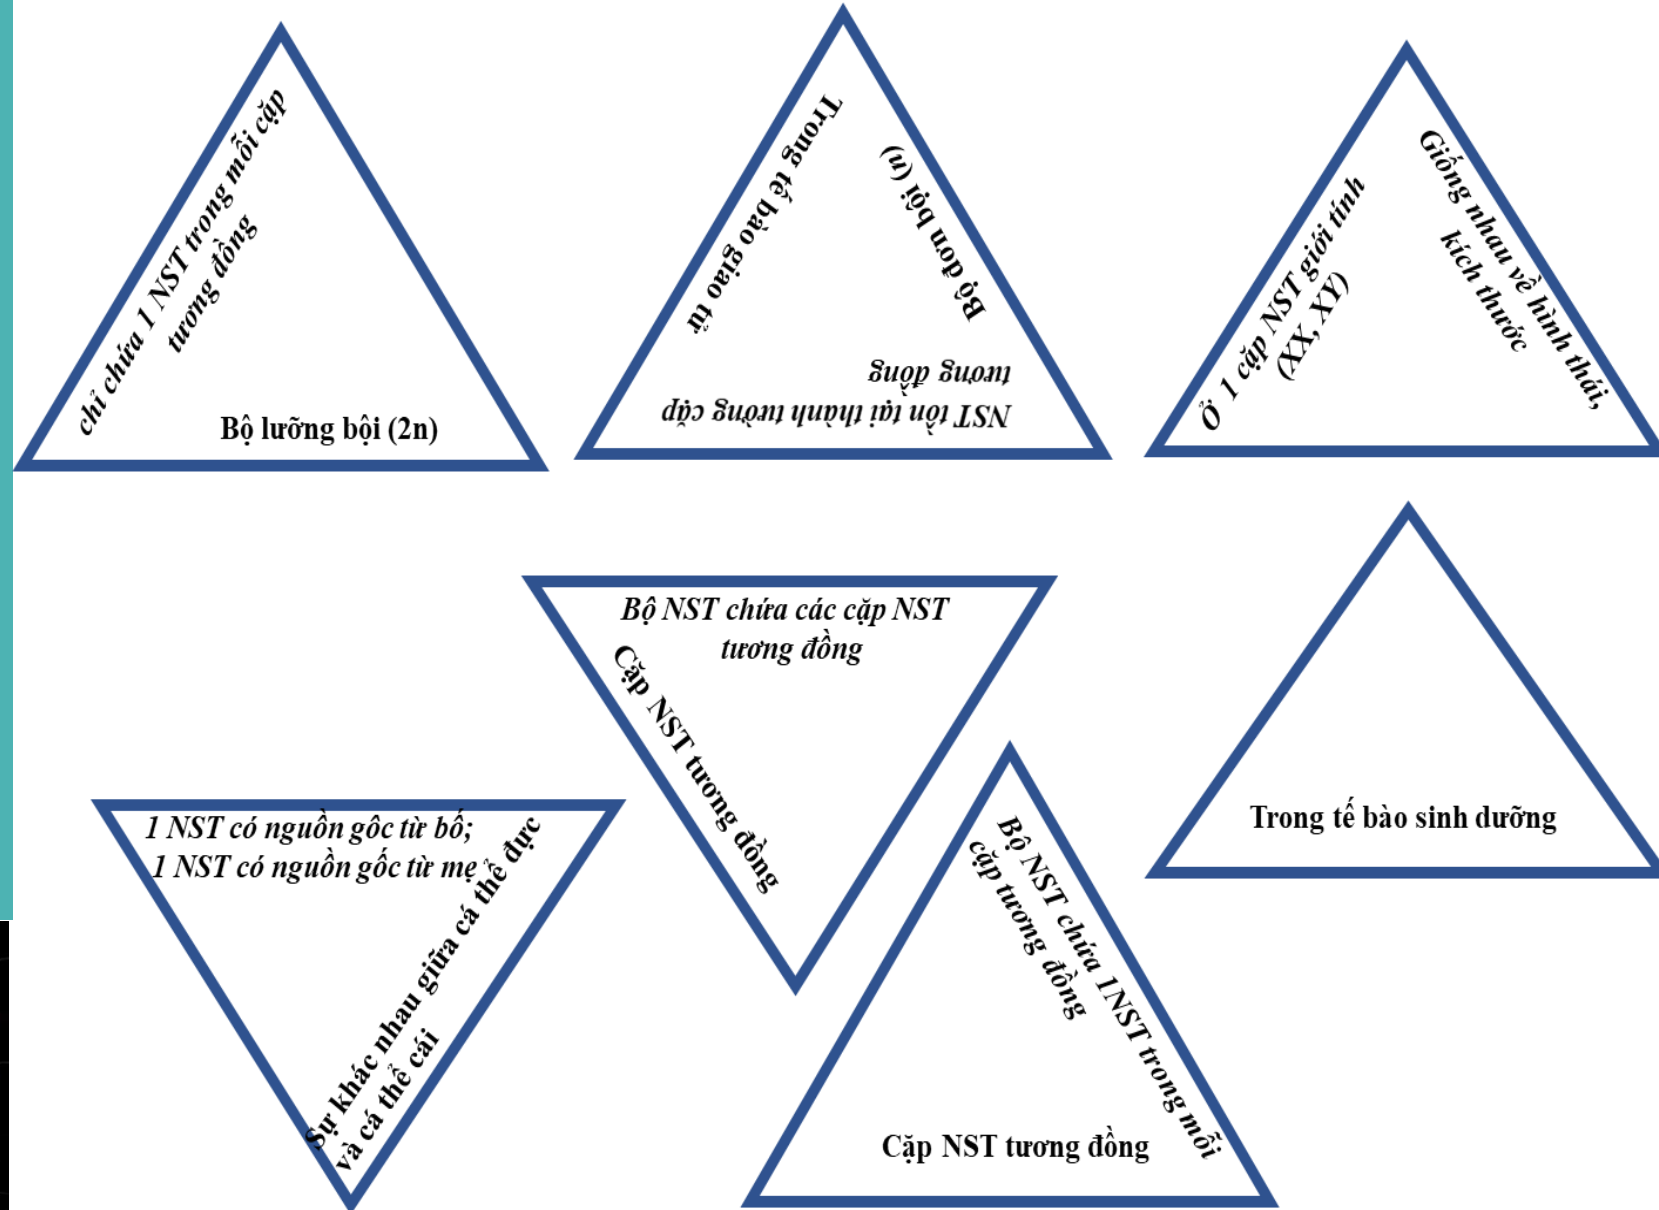 chỉ chứa 1 NST trong mỗi cặp
tương đồng
Bộ lưỡng bội (2n)
Trong tế bào giao tử
Bộ đơn bội (n)
NST tồn tại thành tường cặp
tương đồng
Ở 1 cặp NST giới tính
(XX, XY)
Giống nhau về hình thái,
kích thước
Bộ NST chứa các cặp NST
tương đồng
Cặp NST tương đồng
Trong tế bào sinh dưỡng
1 NST có nguồn gôc từ bố;
1 NST có nguồn gốc từ mẹ
Sự khác nhau giữa cá thể đực
và cá thể cái
Bộ NST chứa 1NST trong mỗi
cặp tương đồng
Cặp NST tương đồng